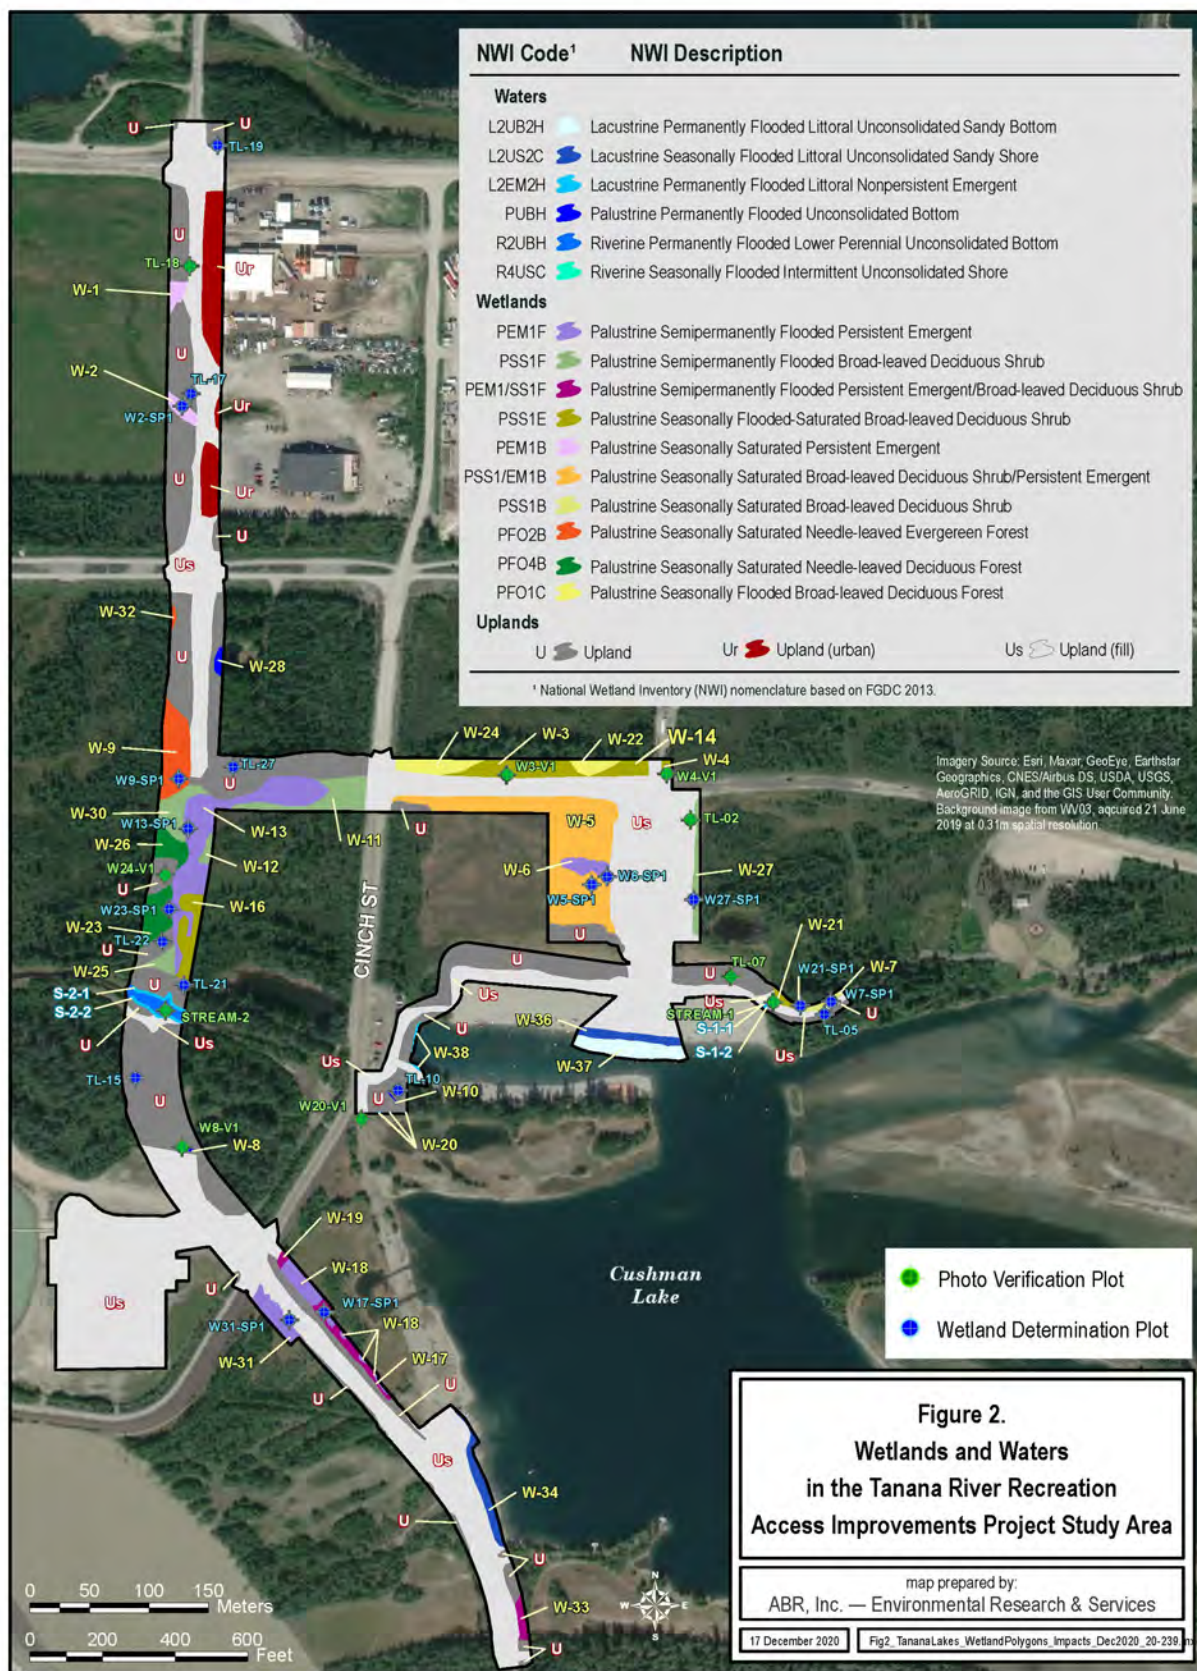 NWI Code¹ NWI Description
Waters
L2UB2H Lacustrine Permanently Flooded Littoral Unconsolidated Sandy Bottom
L2US2C Lacustrine Seasonally Flooded Littoral Unconsolidated Sandy Shore
L2EM2H Lacustrine Permanently Flooded Littoral Nonpersistent Emergent
PUBH Palustrine Permanently Flooded Unconsolidated Bottom
R2UBH Riverine Permanently Flooded Lower Perennial Unconsolidated Bottom
R4USC Riverine Seasonally Flooded Intermittent Unconsolidated Shore
Wetlands
PEM1F Palustrine Semipermanently Flooded Persistent Emergent
PSS1F Palustrine Semipermanently Flooded Broad-leaved Deciduous Shrub
PEM1/SS1F Palustrine Semipermanently Flooded Persistent Emergent/Broad-leaved Deciduous Shrub
PSS1E Palustrine Seasonally Flooded-Saturated Broad-leaved Deciduous Shrub
PEM1B Palustrine Seasonally Saturated Persistent Emergent
PSS1/EM1B Palustrine Seasonally Saturated Broad-leaved Deciduous Shrub/Persistent Emergent
PSS1B Palustrine Seasonally Saturated Broad-leaved Deciduous Shrub
PFO2B Palustrine Seasonally Saturated Needle-leaved Evergereen Forest
PFO4B Palustrine Seasonally Saturated Needle-leaved Deciduous Forest
PFO1C Palustrine Seasonally Flooded Broad-leaved Deciduous Forest
Uplands
U Upland Ur Upland (urban) Us Upland (fill)
¹ National Wetland Inventory (NWI) nomenclature based on FGDC 2013.
U U
TL-19
U
TL-18 Ur
W-1
U
W-2 TL-17
W2-SP1 Ur
U
Ur
U
Us
W-32
U
W-28
W-24 W-3 W-22 W-14
W-9 W-4
TL-27 W3-V1 W4-V1
W9-SP1 U
Imagery Source: Esri, Maxar, GeoEye, Earthstar
Geographics, CNES/Airbus DS, USDA, USGS,
AeroGRID, IGN, and the GIS User Community.
Background image from WV03, aqcuired 21 June
2019 at 0.31m spatial resolution
W-30
W13-SP1 W-13
W-11 U W-5 Us TL-02
W-26
W-12
W24-V1
U
W-6 W6-SP1 W-27
W5-SP1 W27-SP1
W23-SP1 W-16
W-23
TL-22
U
U
W-25
CINCH ST
U
U TL-07 W-21
TL-21
U
W21-SP1 W-7
S-2-1
S-2-2
Us Us W7-SP1
STREAM-2 STREAM-1 U
U Us
U
W-36 S-1-1 TL-05
S-1-2 Us
W-38
W-37
Us
TL-15 TL-10
U
U W-10
W20-V1
W8-V1 W-20
W-8
W-19
W-18
U
Us
W17-SP1
W31-SP1 W-18
W-31 W-17
U U
Cushman
Lake
Us
W-34
U
U
W-33
U
Photo Verification Plot
Wetland Determination Plot
N
W E
S
0 50 100 150
Meters
0 200 400 600
Feet
Figure 2.
Wetlands and Waters
in the Tanana River Recreation
Access Improvements Project Study Area
map prepared by:
ABR, Inc. — Environmental Research & Services
17 December 2020 Fig2_TananaLakes_WetlandPolygons_Impacts_Dec2020_20-239.